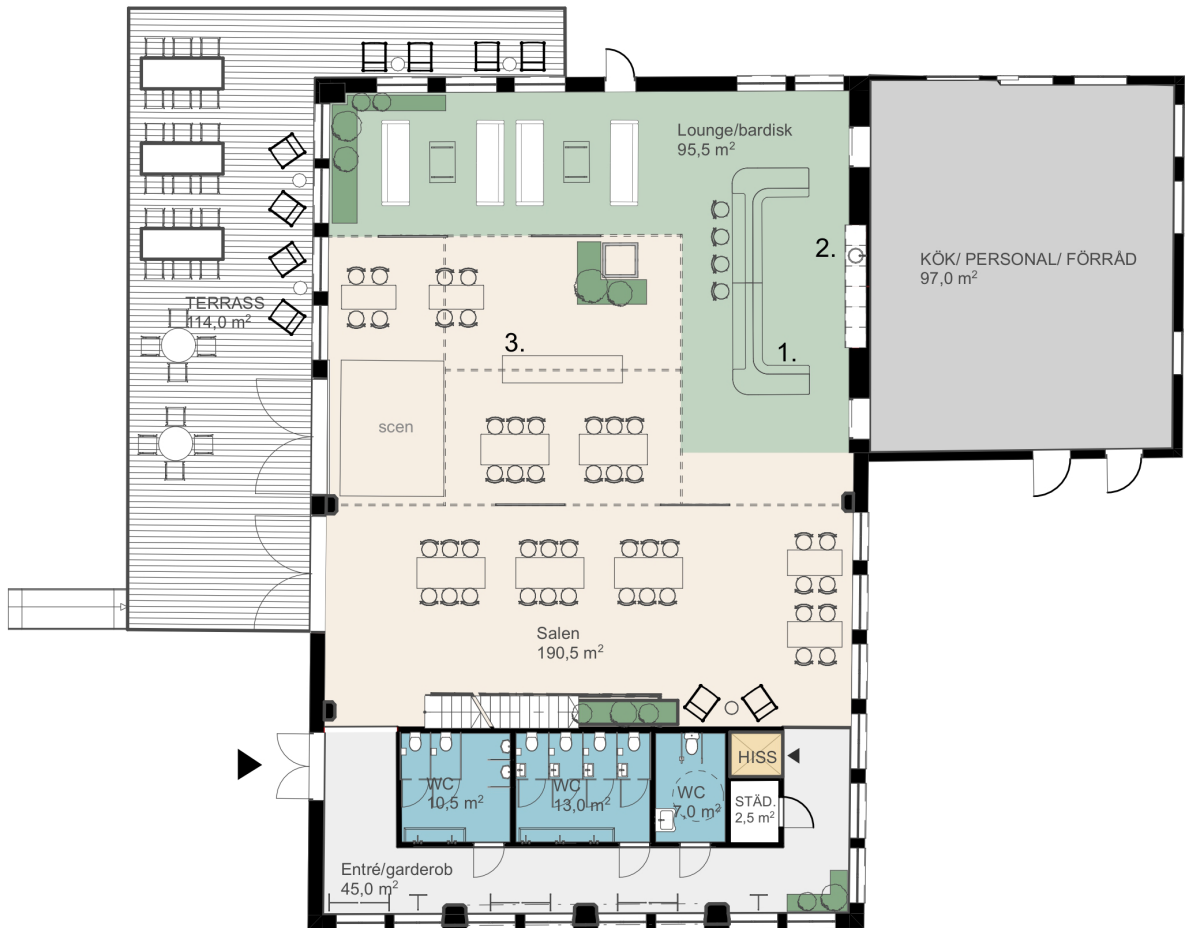 Lounge/bardisk
95,5 m²
2.
KÖK/ PERSONAL/ FÖRRÅD
97,0 m²
TERRASS
114,0 m²
3.
1.
scen
Salen
190,5 m²
HISS
WC
10,5 m²
WC
13,0 m²
WC
7,0 m²
STÄD.
2,5 m²
Entré/garderob
45,0 m²